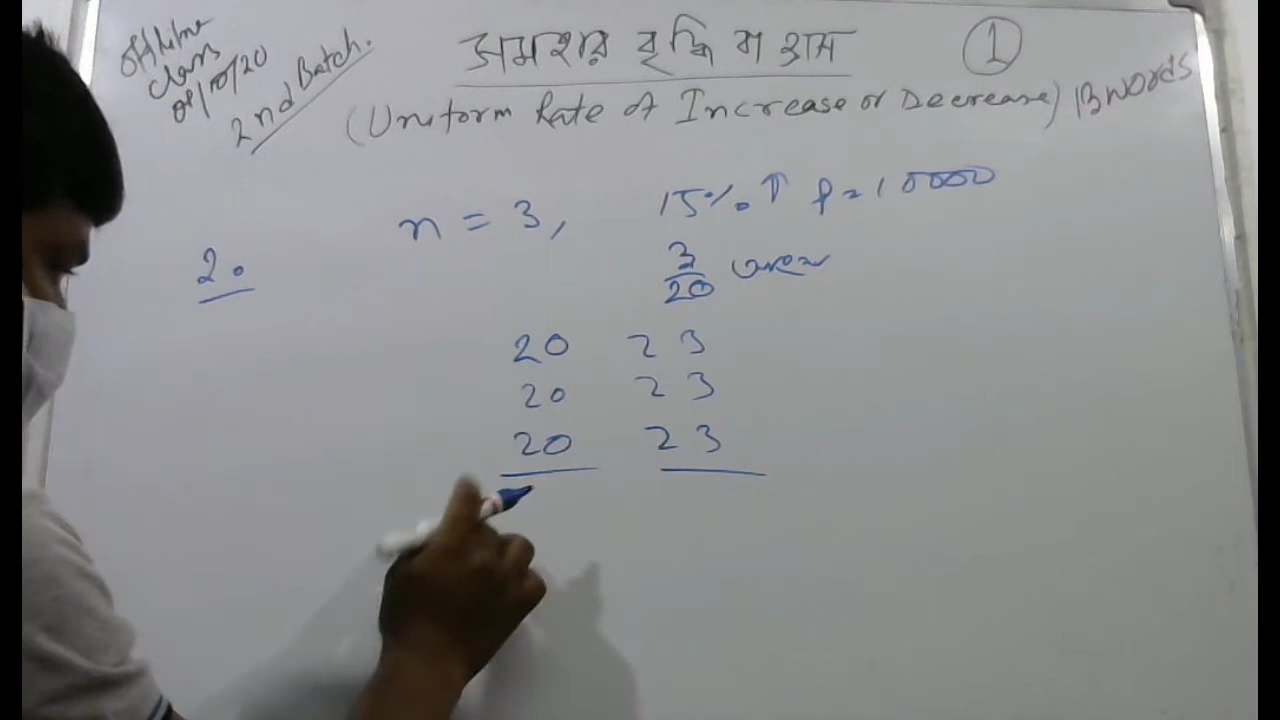 Offline
class
2nd Batch.
সমহার বৃদ্ধি বা হ্রাস
1
(Uniform Rate of Increase or Decrease)
n = 3, 15% ↑ P = 10000
2.
3/20
20 23
20 23
20 23